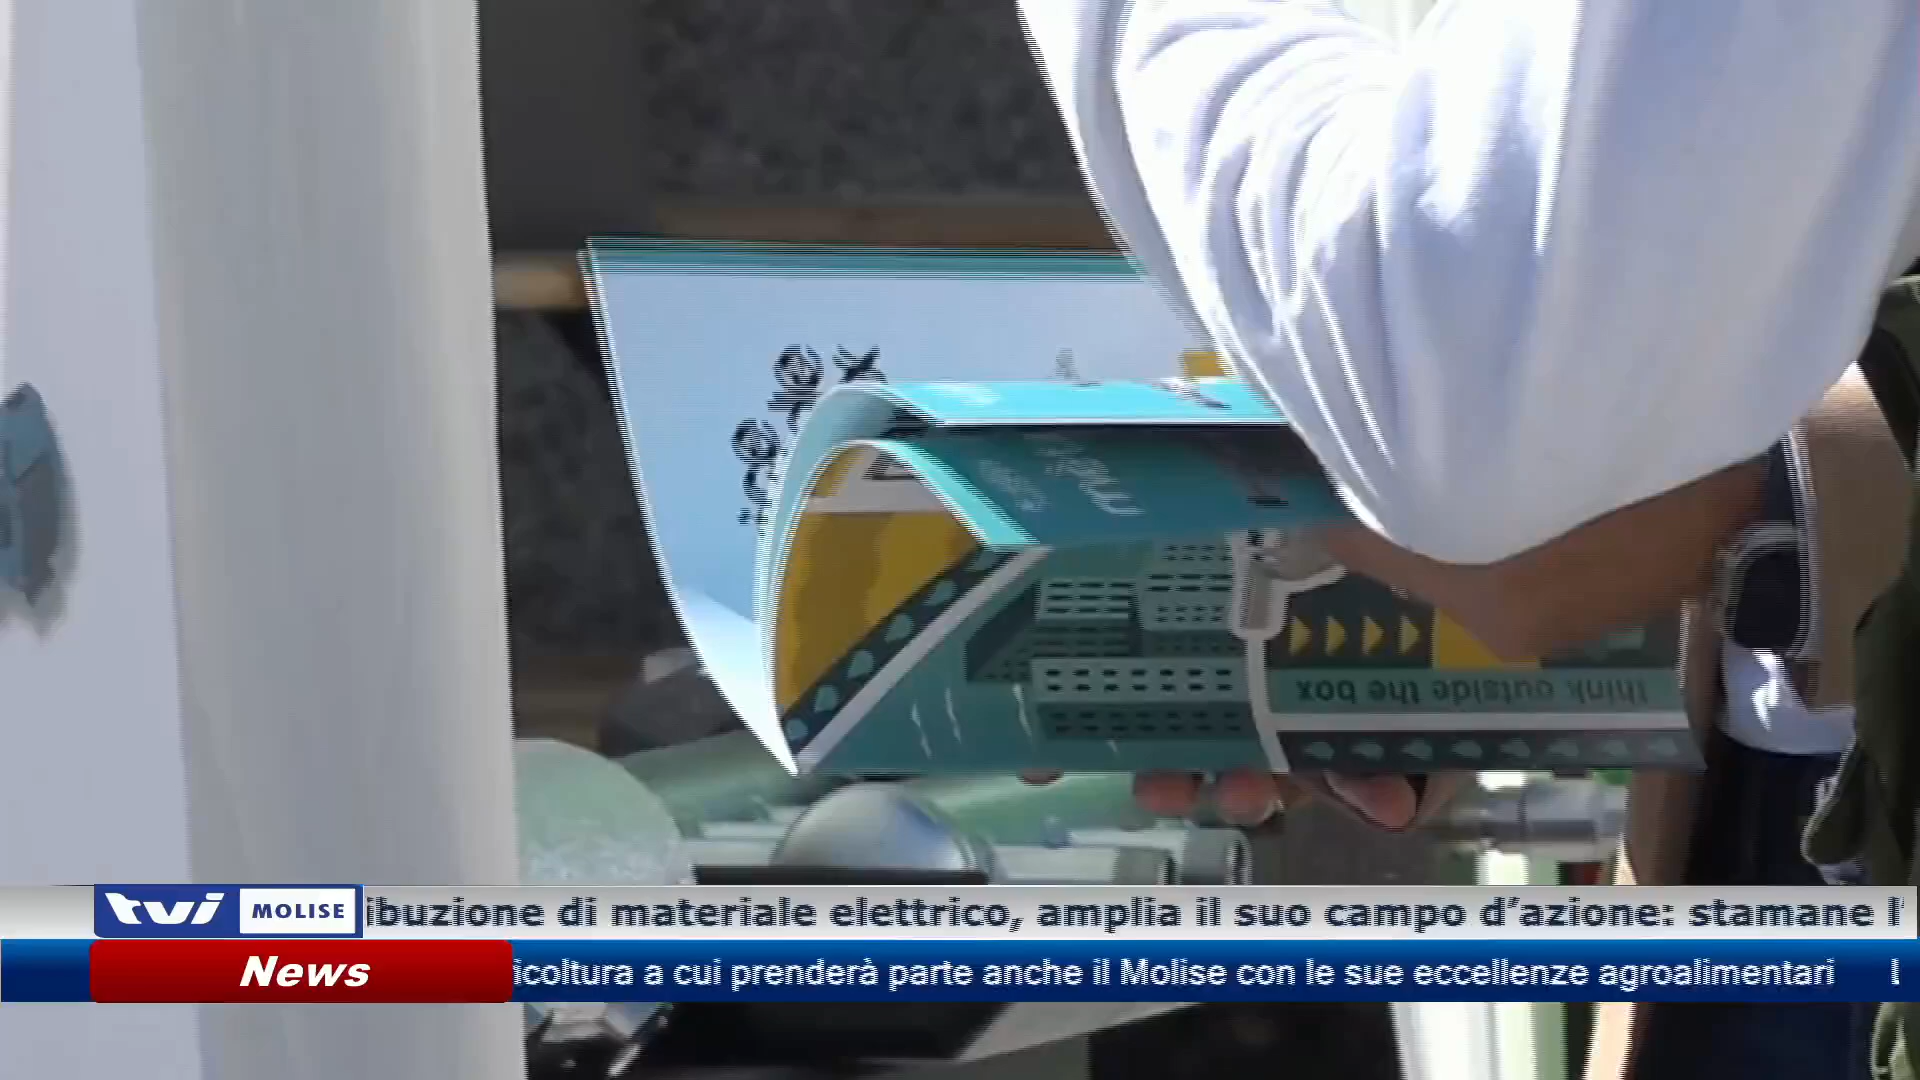 think outside the box
tvi MOLISE
ibuzione di materiale elettrico, amplia il suo campo d'azione: stamane l'
News
icoltura a cui prenderà parte anche il Molise con le sue eccellenze agroalimentari